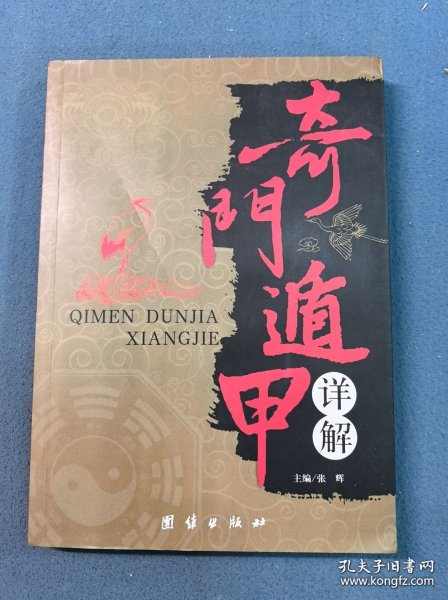 奇門遁甲
详解
QIMEN DUNJIA
XIANGJIE
主编/张 辉
团结出版社
孔夫子旧书网
www.kongfz.com